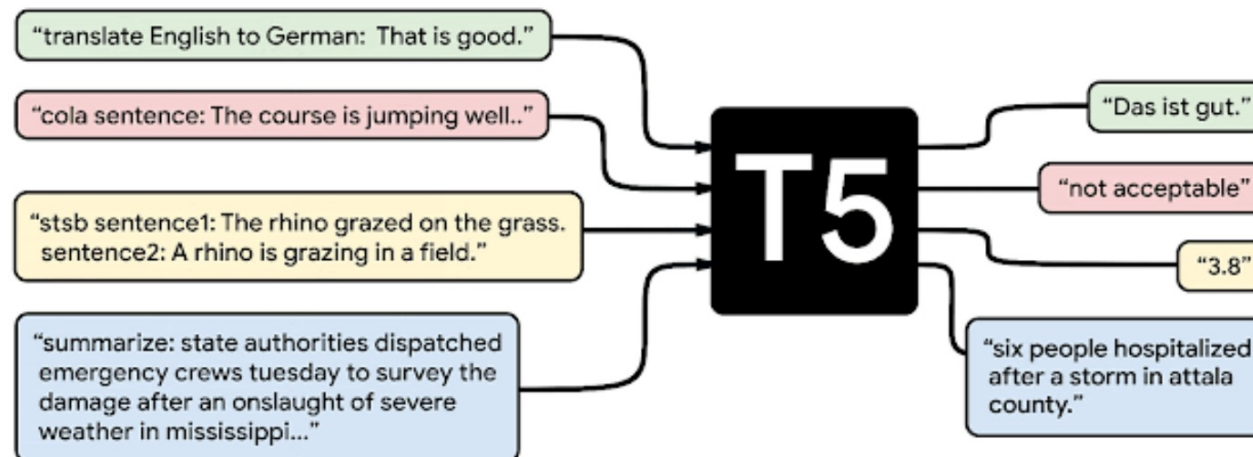 “translate English to German: That is good.”
“cola sentence: The course is jumping well..”
“stsb sentence1: The rhino grazed on the grass.
sentence2: A rhino is grazing in a field.”
“summarize: state authorities dispatched
emergency crews tuesday to survey the
damage after an onslaught of severe
weather in mississippi...”
T5
“Das ist gut.”
“not acceptable”
“3.8”
“six people hospitalized
after a storm in attala
county.”